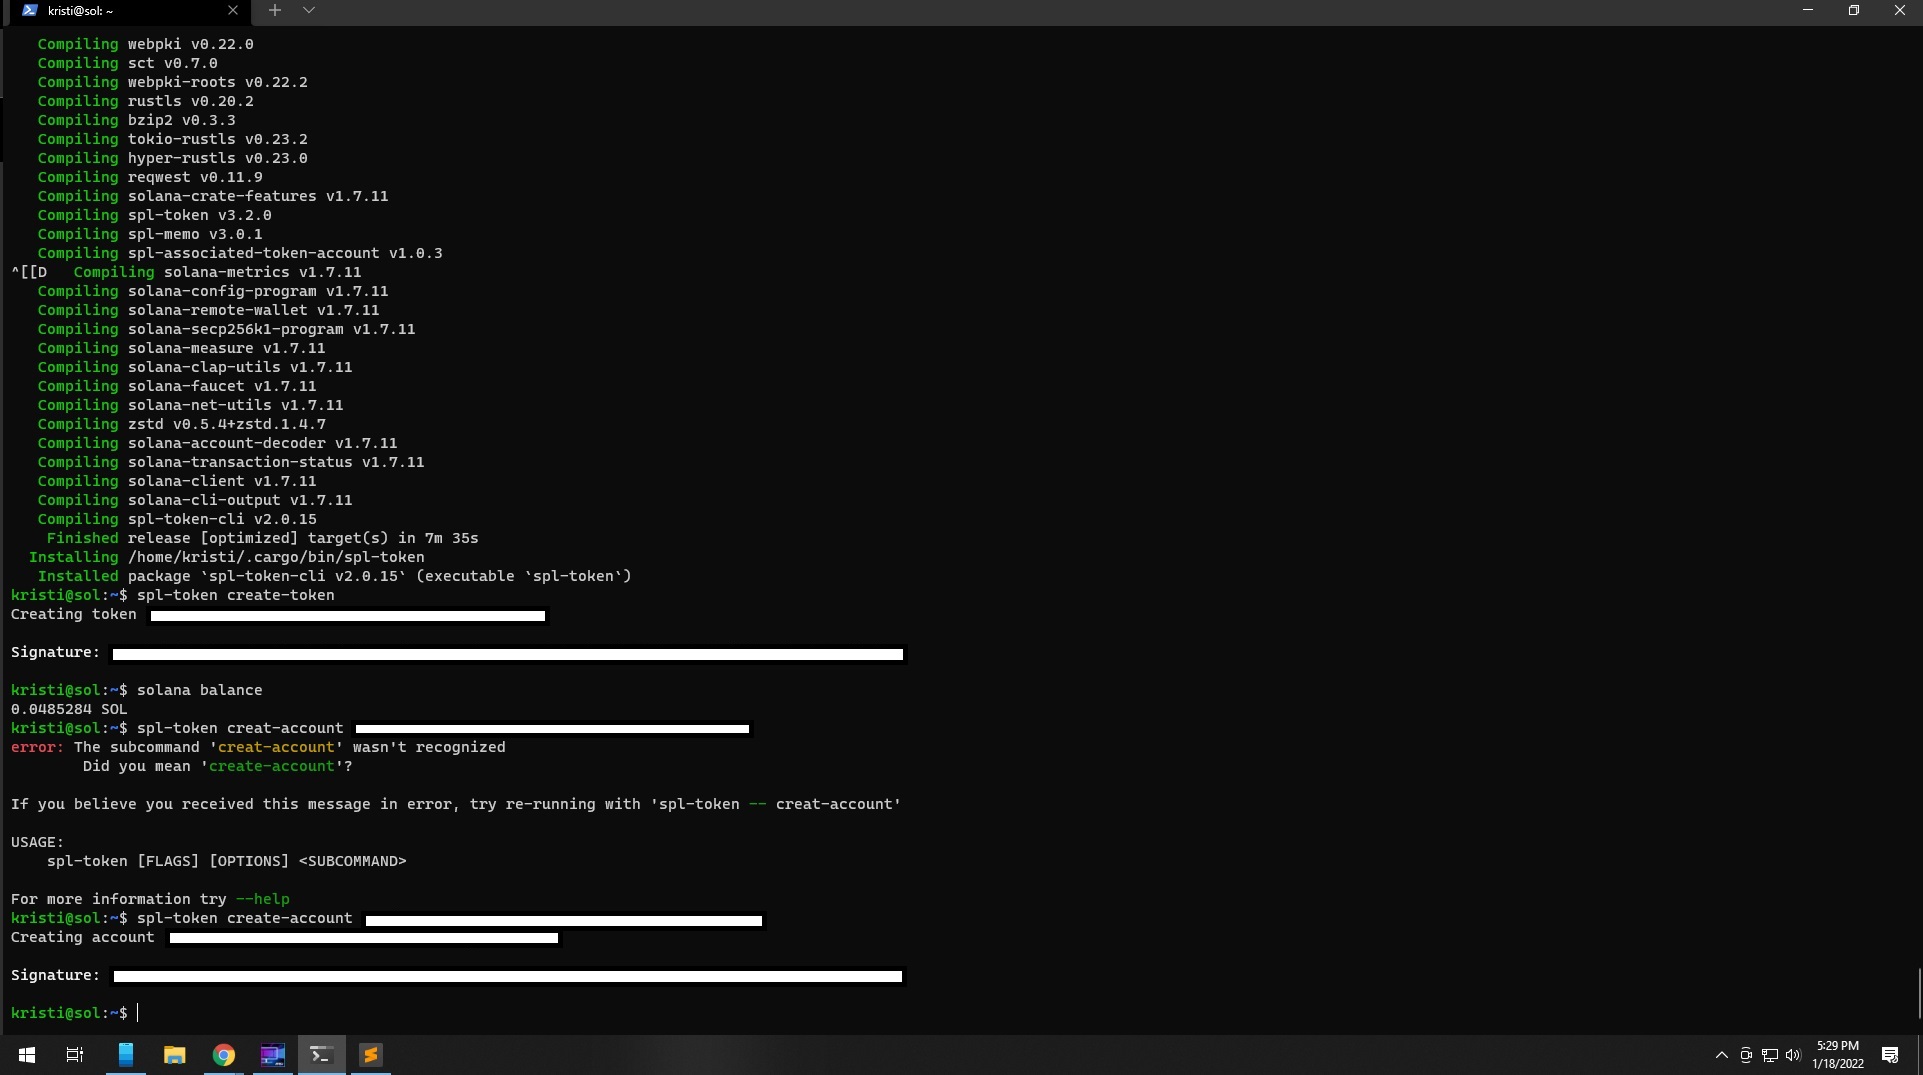 kristi@sol: ~
Compiling webpki v0.22.0
Compiling sct v0.7.0
Compiling webpki-roots v0.22.2
Compiling rustls v0.20.2
Compiling bzip2 v0.3.3
Compiling tokio-rustls v0.23.2
Compiling hyper-rustls v0.23.0
Compiling reqwest v0.11.9
Compiling solana-crate-features v1.7.11
Compiling spl-token v3.2.0
Compiling spl-memo v3.0.1
Compiling spl-associated-token-account v1.0.3
^[[D   Compiling solana-metrics v1.7.11
Compiling solana-config-program v1.7.11
Compiling solana-remote-wallet v1.7.11
Compiling solana-secp256k1-program v1.7.11
Compiling solana-measure v1.7.11
Compiling solana-clap-utils v1.7.11
Compiling solana-faucet v1.7.11
Compiling solana-net-utils v1.7.11
Compiling zstd v0.5.4+zstd.1.4.7
Compiling solana-account-decoder v1.7.11
Compiling solana-transaction-status v1.7.11
Compiling solana-client v1.7.11
Compiling solana-cli-output v1.7.11
Compiling spl-token-cli v2.0.15
Finished release [optimized] target(s) in 7m 35s
Installing /home/kristi/.cargo/bin/spl-token
Installed package `spl-token-cli v2.0.15` (executable `spl-token`)
kristi@sol:~$ spl-token create-token
Creating token
Signature:
kristi@sol:~$ solana balance
0.0485284 SOL
kristi@sol:~$ spl-token creat-account
error: The subcommand 'creat-account' wasn't recognized
Did you mean 'create-account'?
If you believe you received this message in error, try re-running with 'spl-token -- creat-account'
USAGE:
spl-token [FLAGS] [OPTIONS] <SUBCOMMAND>
For more information try --help
kristi@sol:~$ spl-token create-account
Creating account
Signature:
kristi@sol:~$
5:29 PM
1/18/2022